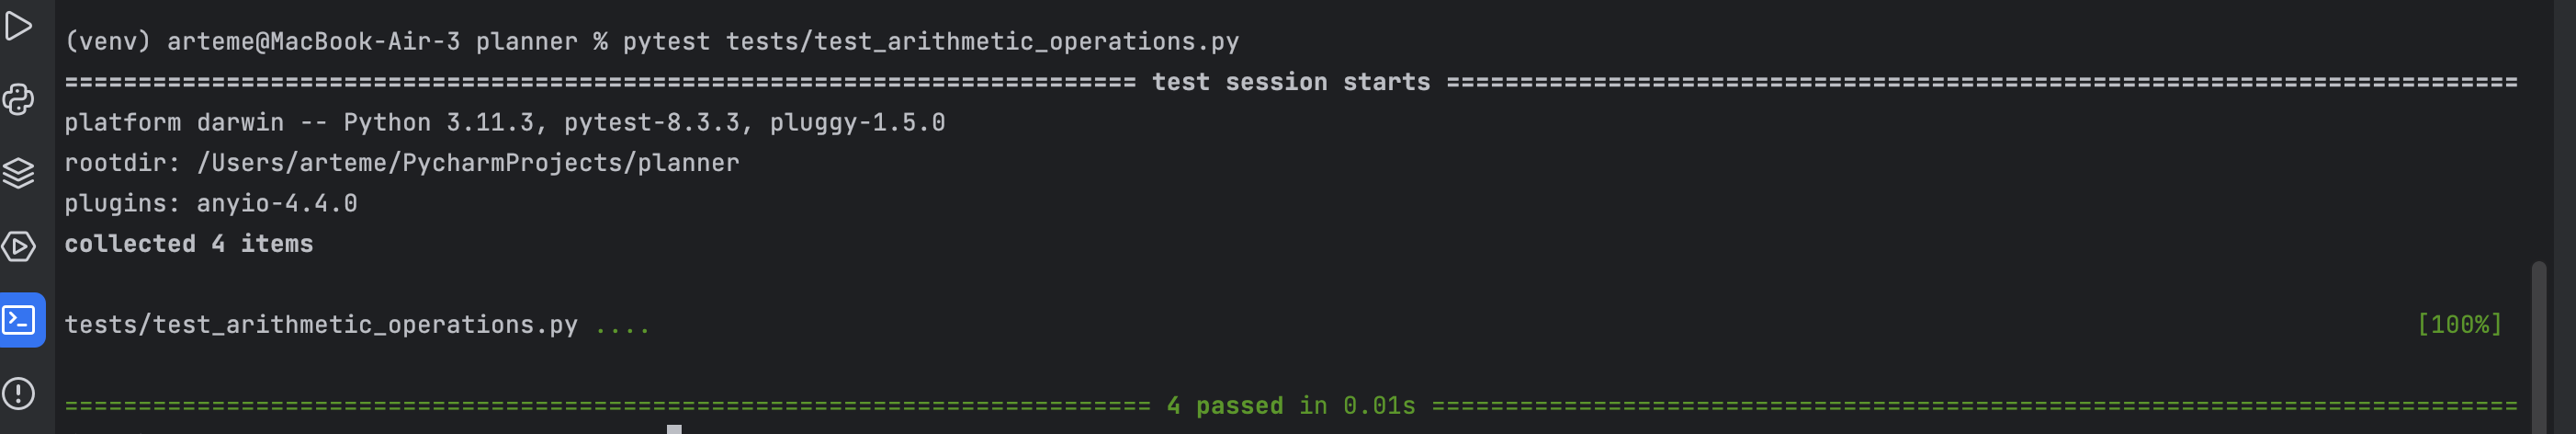 (venv) arteme@MacBook-Air-3 planner % pytest tests/test_arithmetic_operations.py
========================================================================= test session starts =========================================================================
platform darwin -- Python 3.11.3, pytest-8.3.3, pluggy-1.5.0
rootdir: /Users/arteme/PycharmProjects/planner
plugins: anyio-4.4.0
collected 4 items
tests/test_arithmetic_operations.py .... [100%]
========================================================================== 4 passed in 0.01s ==========================================================================